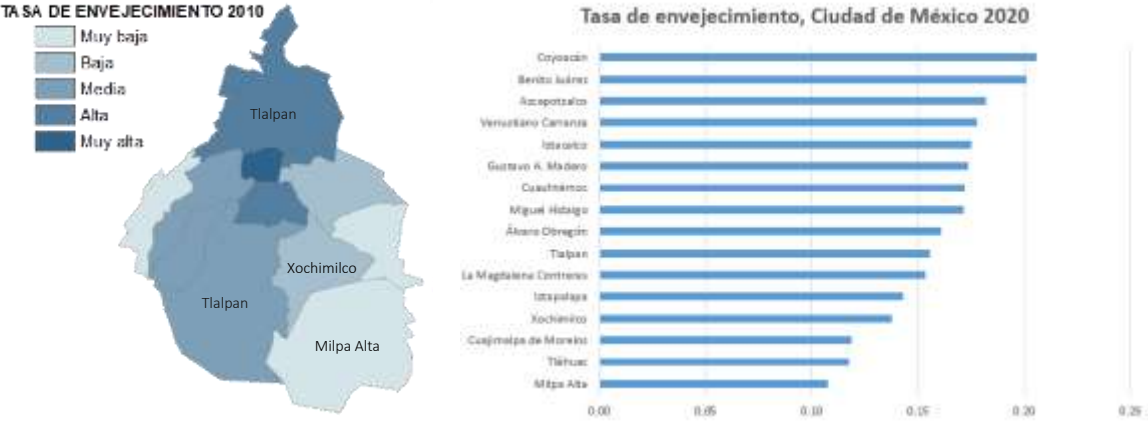 TASA DE ENVEJECIMIENTO 2010
Muy baja
Baja
Media
Alta
Muy alta
Tlalpan
Xochimilco
Tlalpan
Milpa Alta
Tasa de envejecimiento, Ciudad de México 2020
Coyoacán
Benito Juárez
Azcapotzalco
Venustiano Carranza
Iztacalco
Gustavo A. Madero
Cuauhtémoc
Miguel Hidalgo
Álvaro Obregón
Tlalpan
La Magdalena Contreras
Iztapalapa
Xochimilco
Cuajimalpa de Morelos
Tláhuac
Milpa Alta
0.00 0.05 0.10 0.15 0.20 0.25